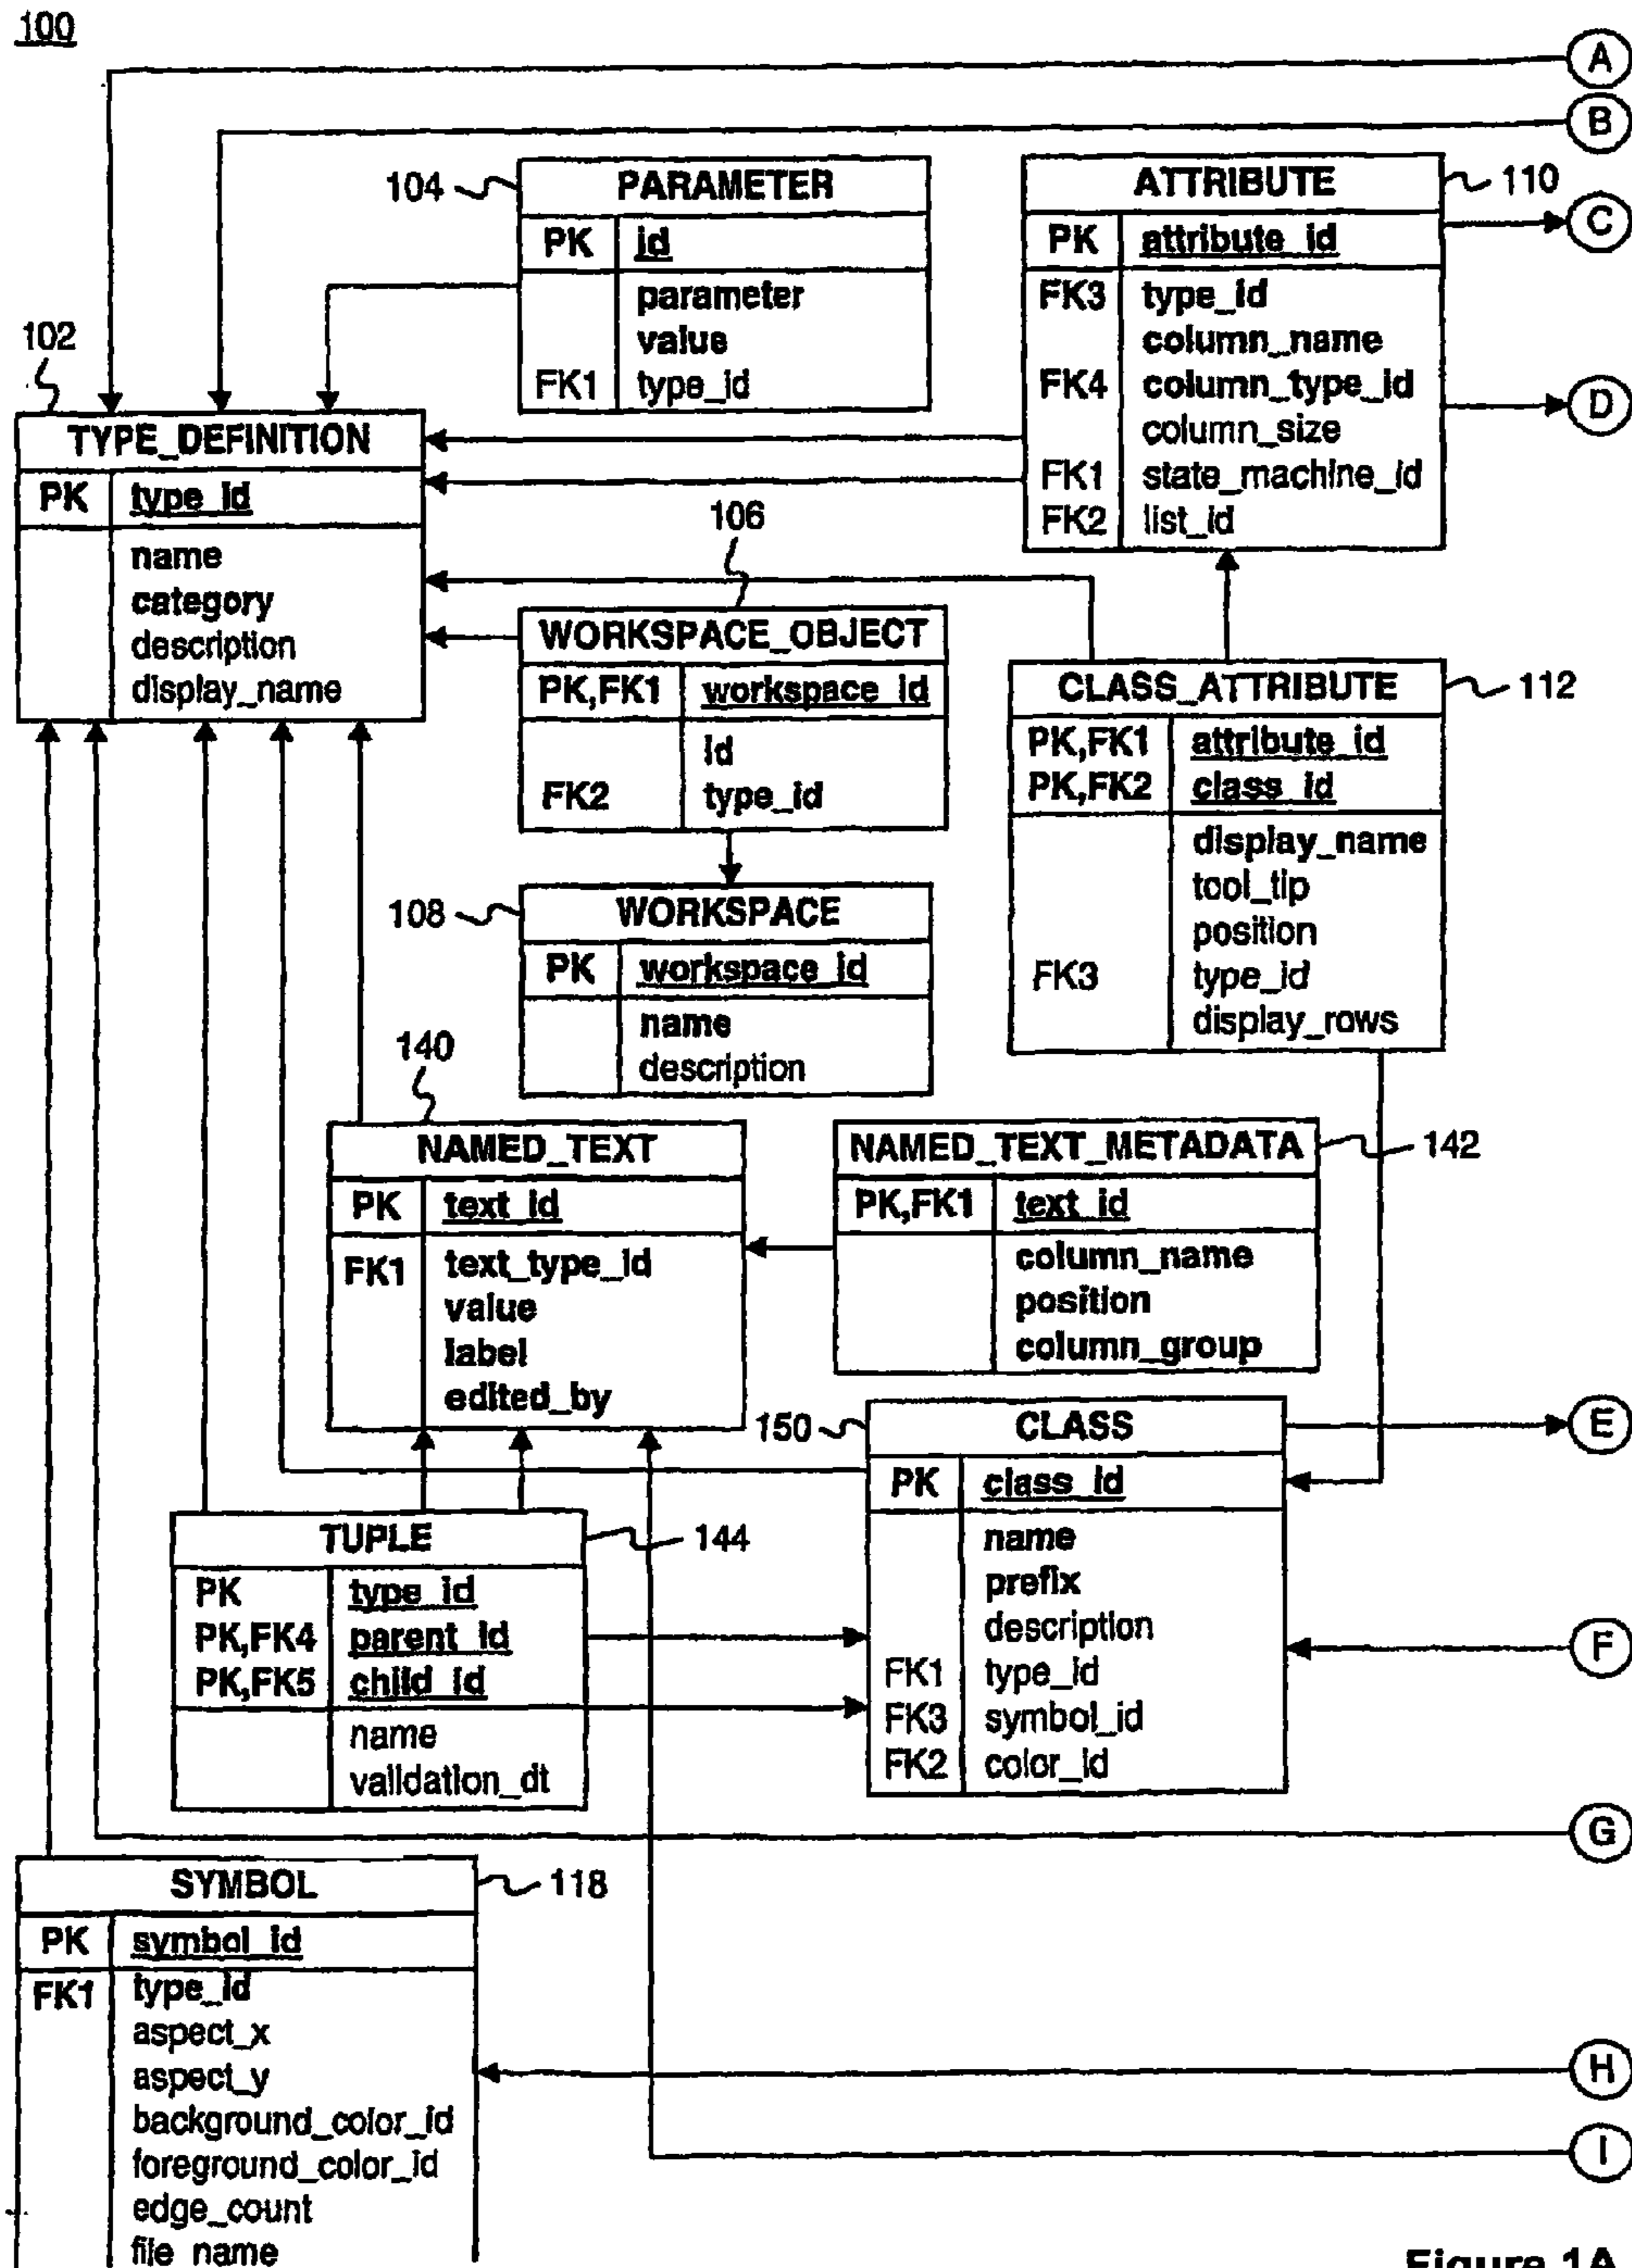 100
A
B
104
PARAMETER
PK id
parameter
value
FK1 type_id
ATTRIBUTE
110
PK attribute_id
FK3 type_id
column_name
FK4 column_type_id
column_size
FK1 state_machine_id
FK2 list_id
C
D
102
TYPE_DEFINITION
PK type_id
name
category
description
display_name
106
WORKSPACE_OBJECT
PK,FK1 workspace_id
id
FK2 type_id
CLASS_ATTRIBUTE
112
PK,FK1 attribute_id
PK,FK2 class_id
display_name
tool_tip
position
FK3 type_id
display_rows
108
WORKSPACE
PK workspace_id
name
description
140
NAMED_TEXT
PK text_id
FK1 text_type_id
value
label
edited_by
NAMED_TEXT_METADATA
142
PK,FK1 text_id
column_name
position
column_group
150
CLASS
PK class_id
name
prefix
description
FK1 type_id
FK3 symbol_id
FK2 color_id
E
F
TUPLE
144
PK type_id
PK,FK4 parent_id
PK,FK5 child_id
name
validation_dt
G
SYMBOL
118
PK symbol_id
FK1 type_id
aspect_x
aspect_y
background_color_id
foreground_color_id
edge_count
file_name
H
I
Figure 1A